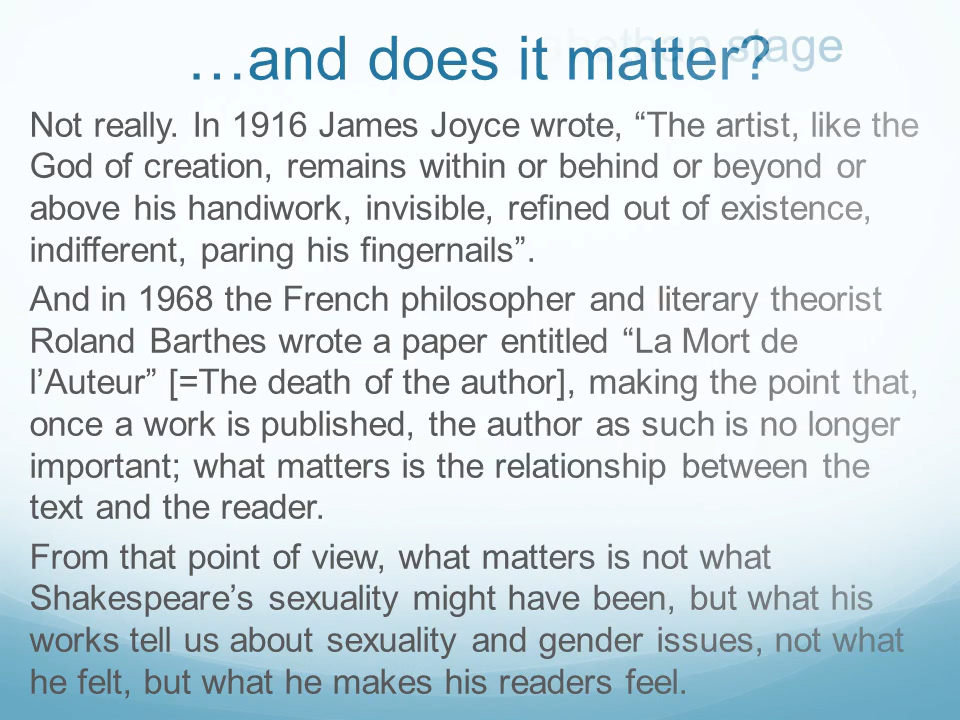 …and does it matter?
stage
Not really. In 1916 James Joyce wrote, “The artist, like the
God of creation, remains within or behind or beyond or
above his handiwork, invisible, refined out of existence,
indifferent, paring his fingernails”.
And in 1968 the French philosopher and literary theorist
Roland Barthes wrote a paper entitled “La Mort de
l’Auteur” [=The death of the author], making the point that,
once a work is published, the author as such is no longer
important; what matters is the relationship between the
text and the reader.
From that point of view, what matters is not what
Shakespeare’s sexuality might have been, but what his
works tell us about sexuality and gender issues, not what
he felt, but what he makes his readers feel.